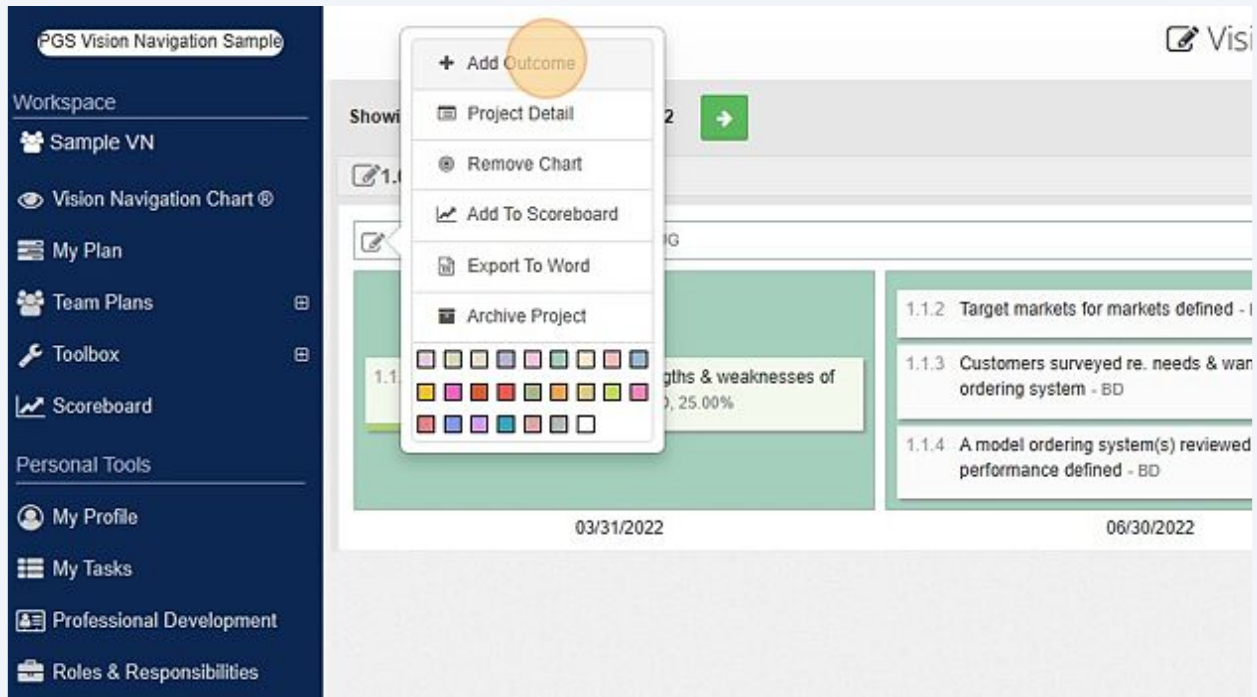 PGS Vision Navigation Sample
Visi
Workspace
Sample VN
Vision Navigation Chart ®
My Plan
Team Plans
Toolbox
Scoreboard
Personal Tools
My Profile
My Tasks
Professional Development
Roles & Responsibilities
+ Add Outcome
Project Detail
Remove Chart
Add To Scoreboard
Export To Word
Archive Project
Showi
2
1.
G
1.1.
gths & weaknesses of
, 25.00%
03/31/2022
1.1.2 Target markets for markets defined -
1.1.3 Customers surveyed re. needs & wan
ordering system - BD
1.1.4 A model ordering system(s) reviewed
performance defined - BD
06/30/2022